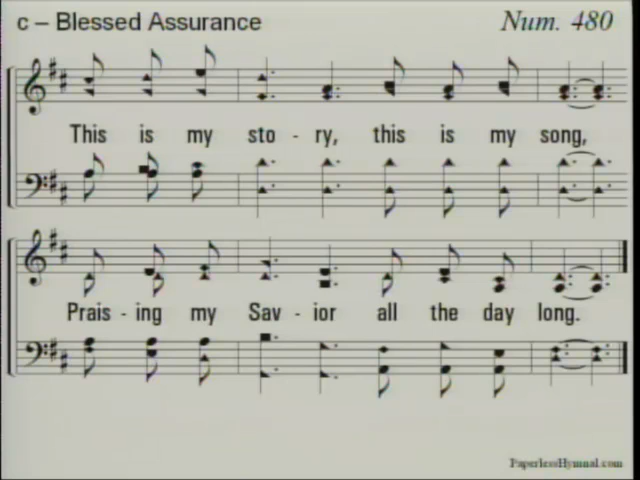 c – Blessed Assurance
Num. 480
This is my sto - ry, this is my song,
Prais - ing my Sav - ior all the day long.
PaperlessHymnal.com